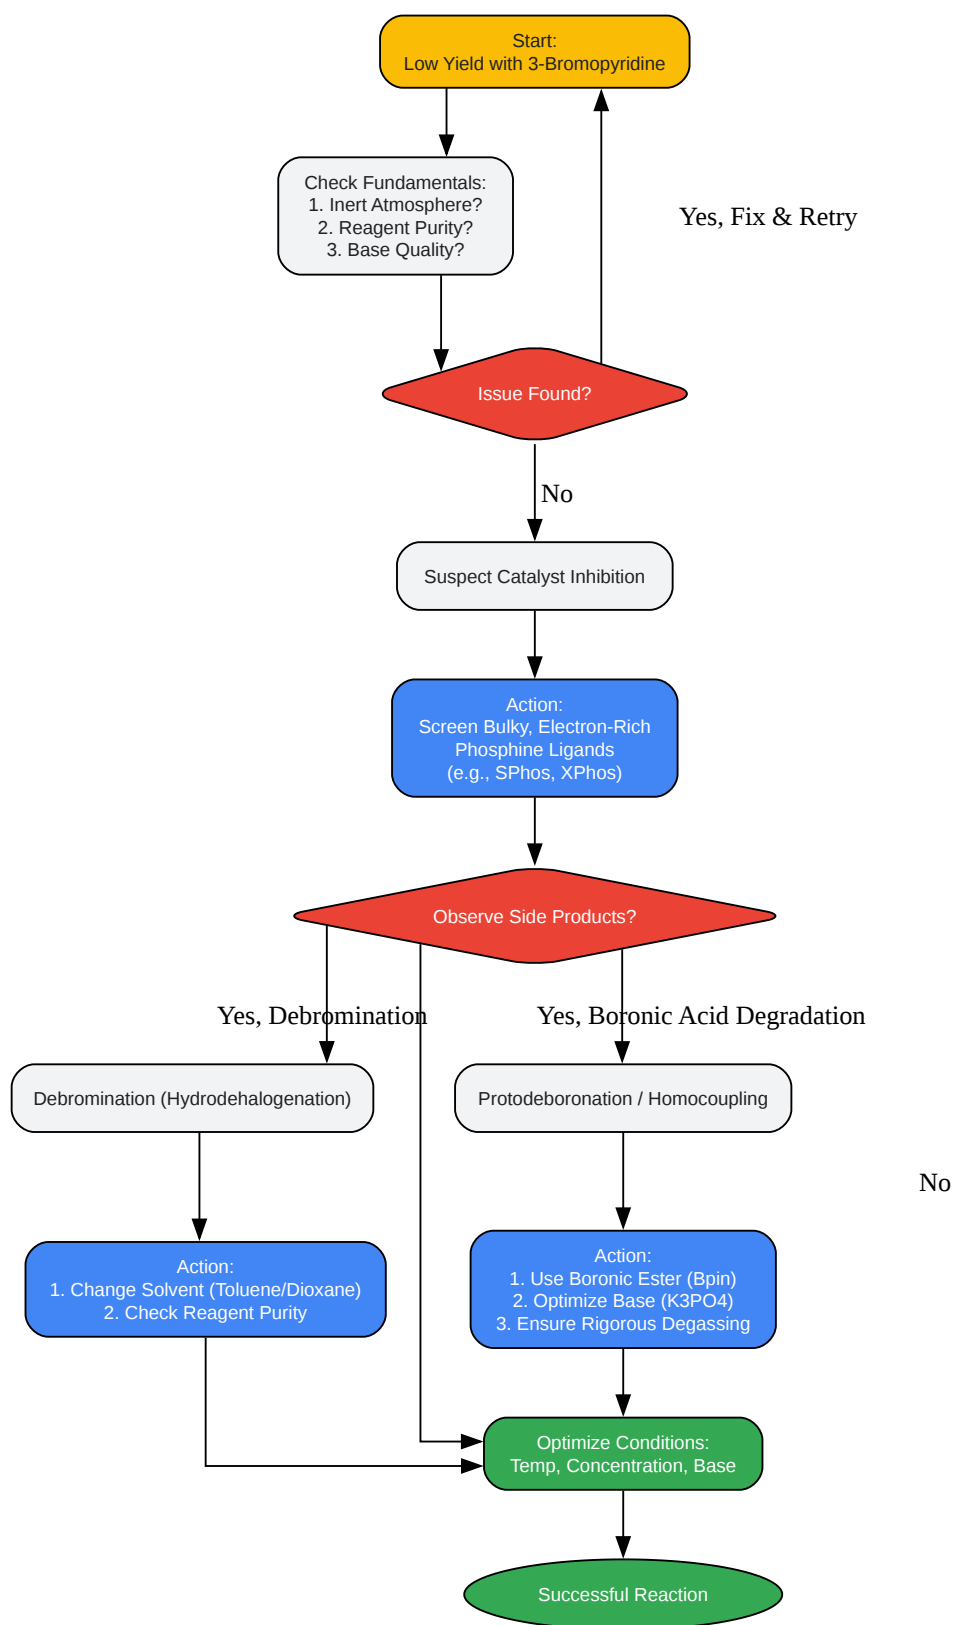 Start:
Low Yield with 3-Bromopyridine
Check Fundamentals:
1. Inert Atmosphere?
2. Reagent Purity?
3. Base Quality?
Yes, Fix & Retry
Issue Found?
No
Suspect Catalyst Inhibition
Action:
Screen Bulky, Electron-Rich
Phosphine Ligands
(e.g., SPhos, XPhos)
Observe Side Products?
Yes, Debromination
Yes, Boronic Acid Degradation
Debromination (Hydrodehalogenation)
Protodeboronation / Homocoupling
No
Action:
1. Change Solvent (Toluene/Dioxane)
2. Check Reagent Purity
Action:
1. Use Boronic Ester (Bpin)
2. Optimize Base (K3PO4)
3. Ensure Rigorous Degassing
Optimize Conditions:
Temp, Concentration, Base
Successful Reaction